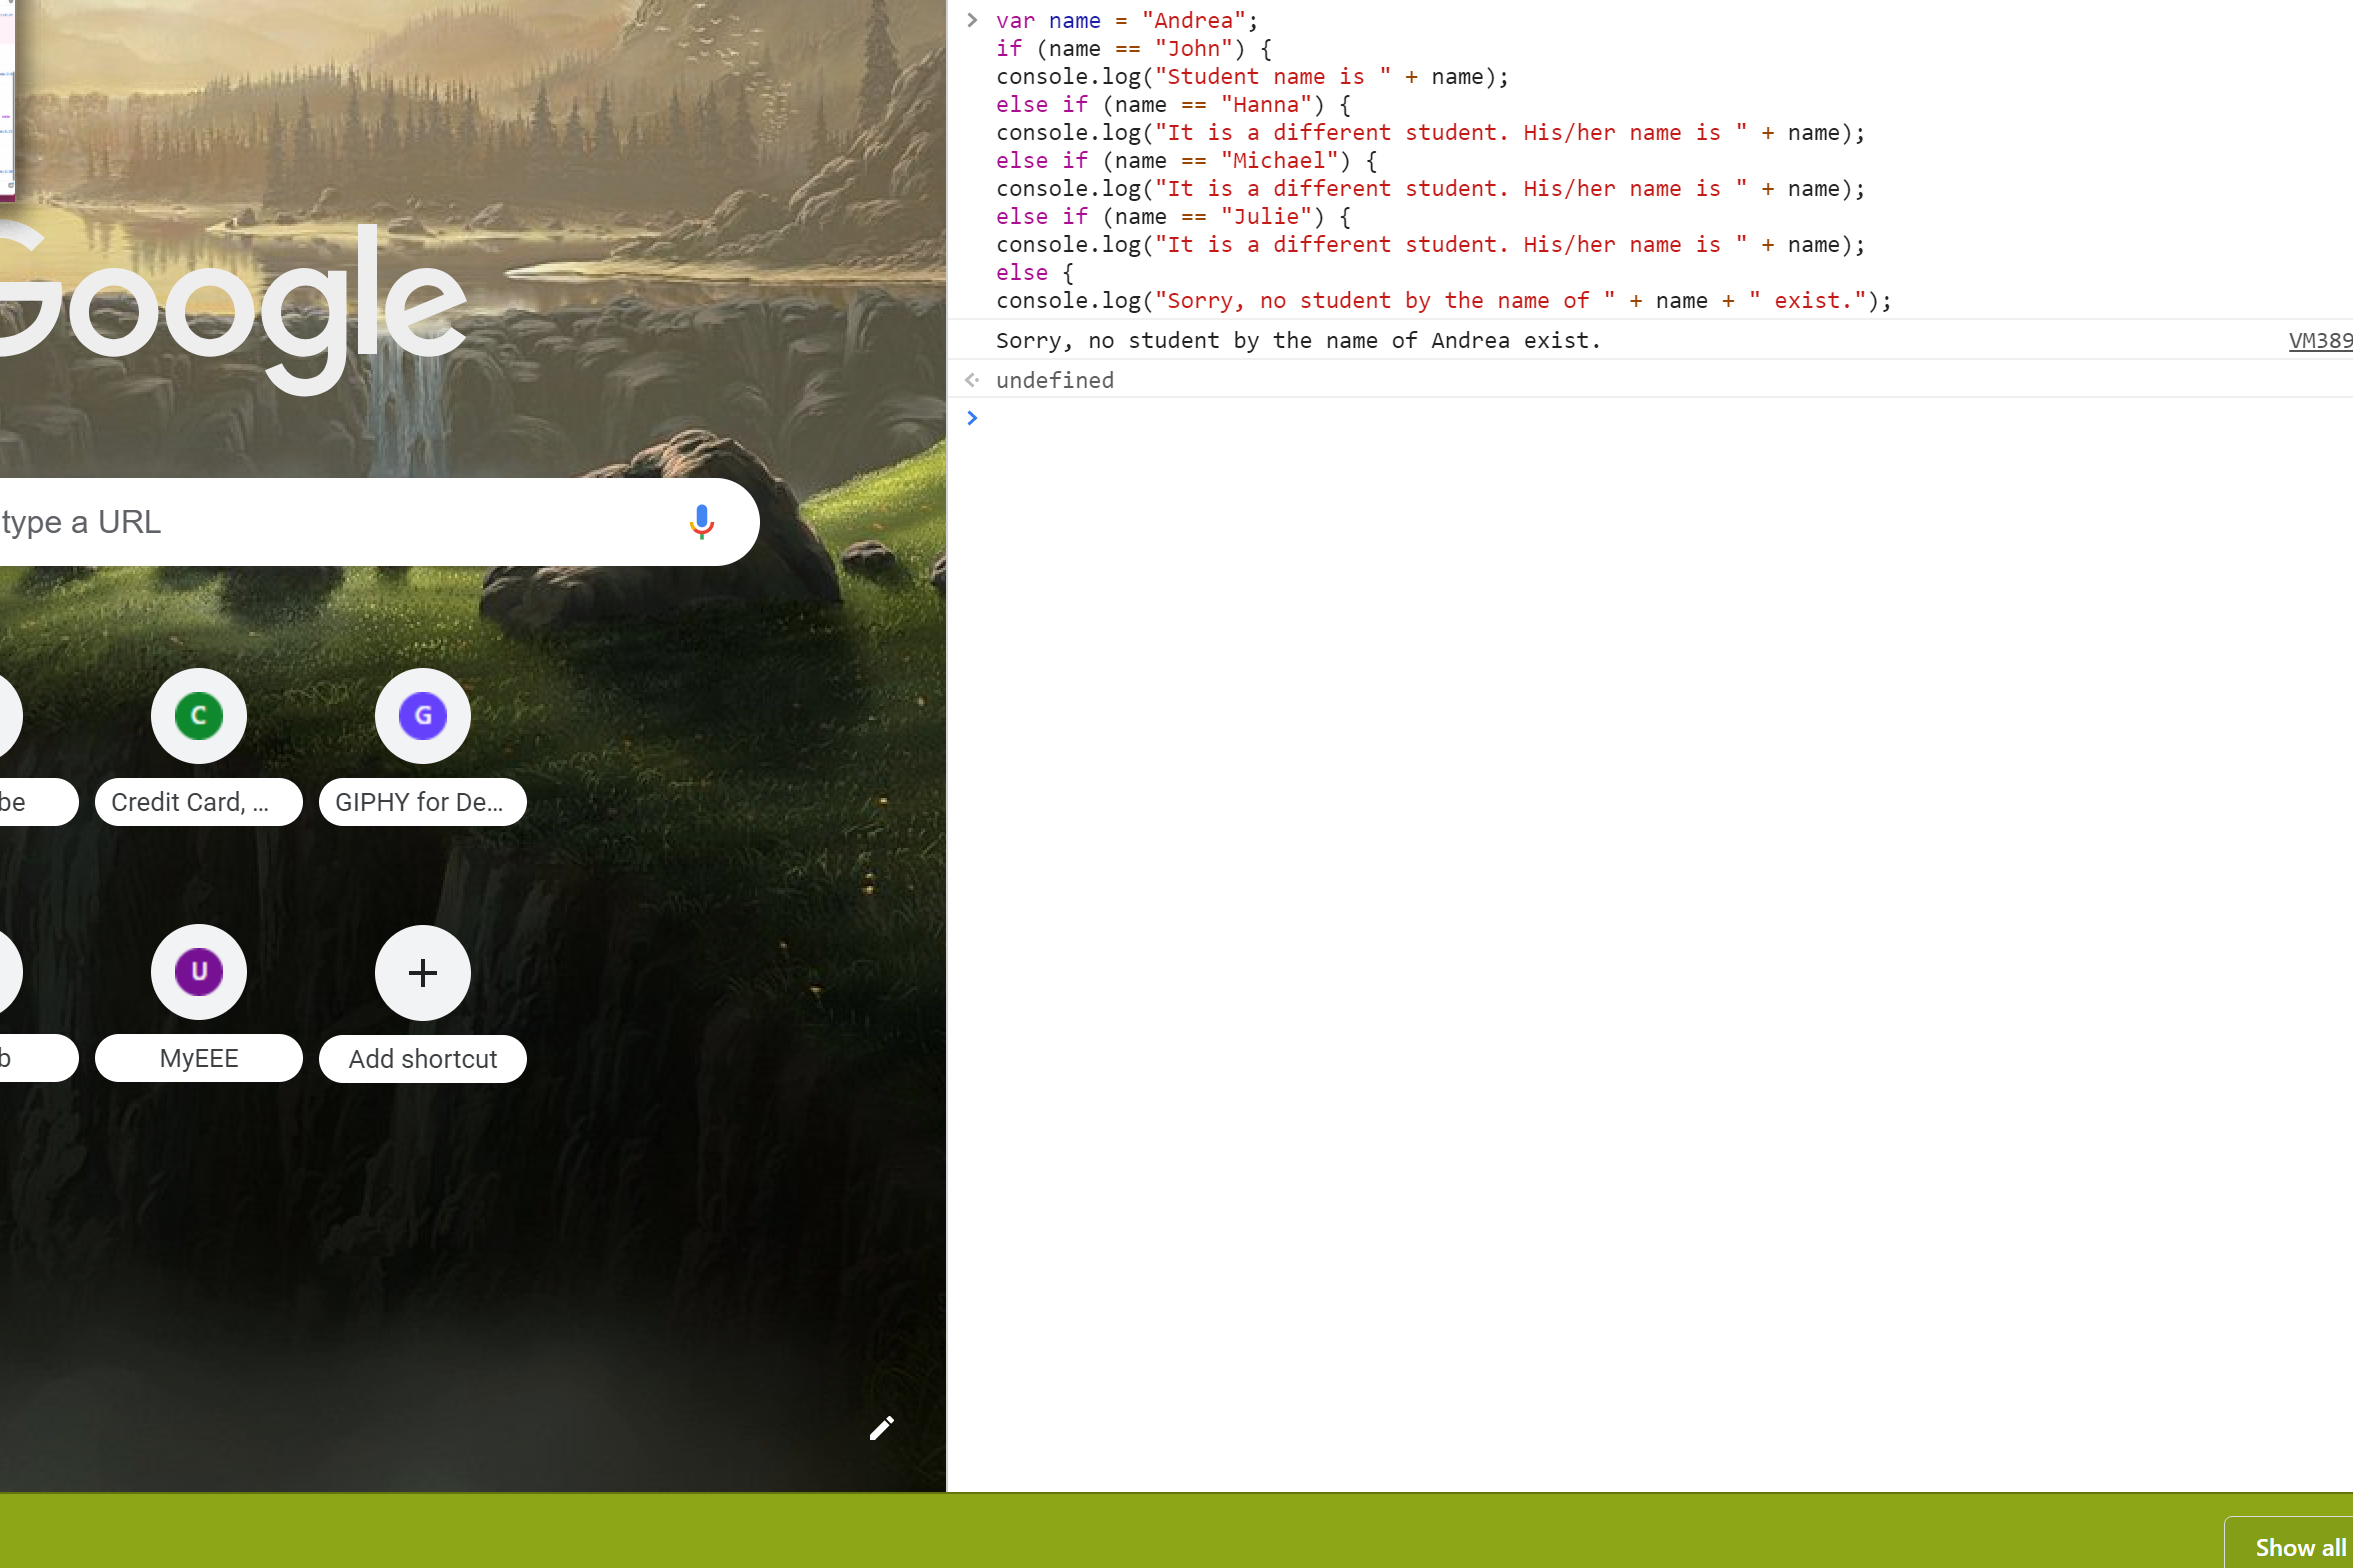 Google
type a URL
C
G
be
Credit Card, ...
GIPHY for De...
U
b
MyEEE
Add shortcut
var name = "Andrea";
if (name == "John") {
console.log("Student name is " + name);
else if (name == "Hanna") {
console.log("It is a different student. His/her name is " + name);
else if (name == "Michael") {
console.log("It is a different student. His/her name is " + name);
else if (name == "Julie") {
console.log("It is a different student. His/her name is " + name);
else {
console.log("Sorry, no student by the name of " + name + " exist.");
Sorry, no student by the name of Andrea exist.
VM389
undefined
Show all